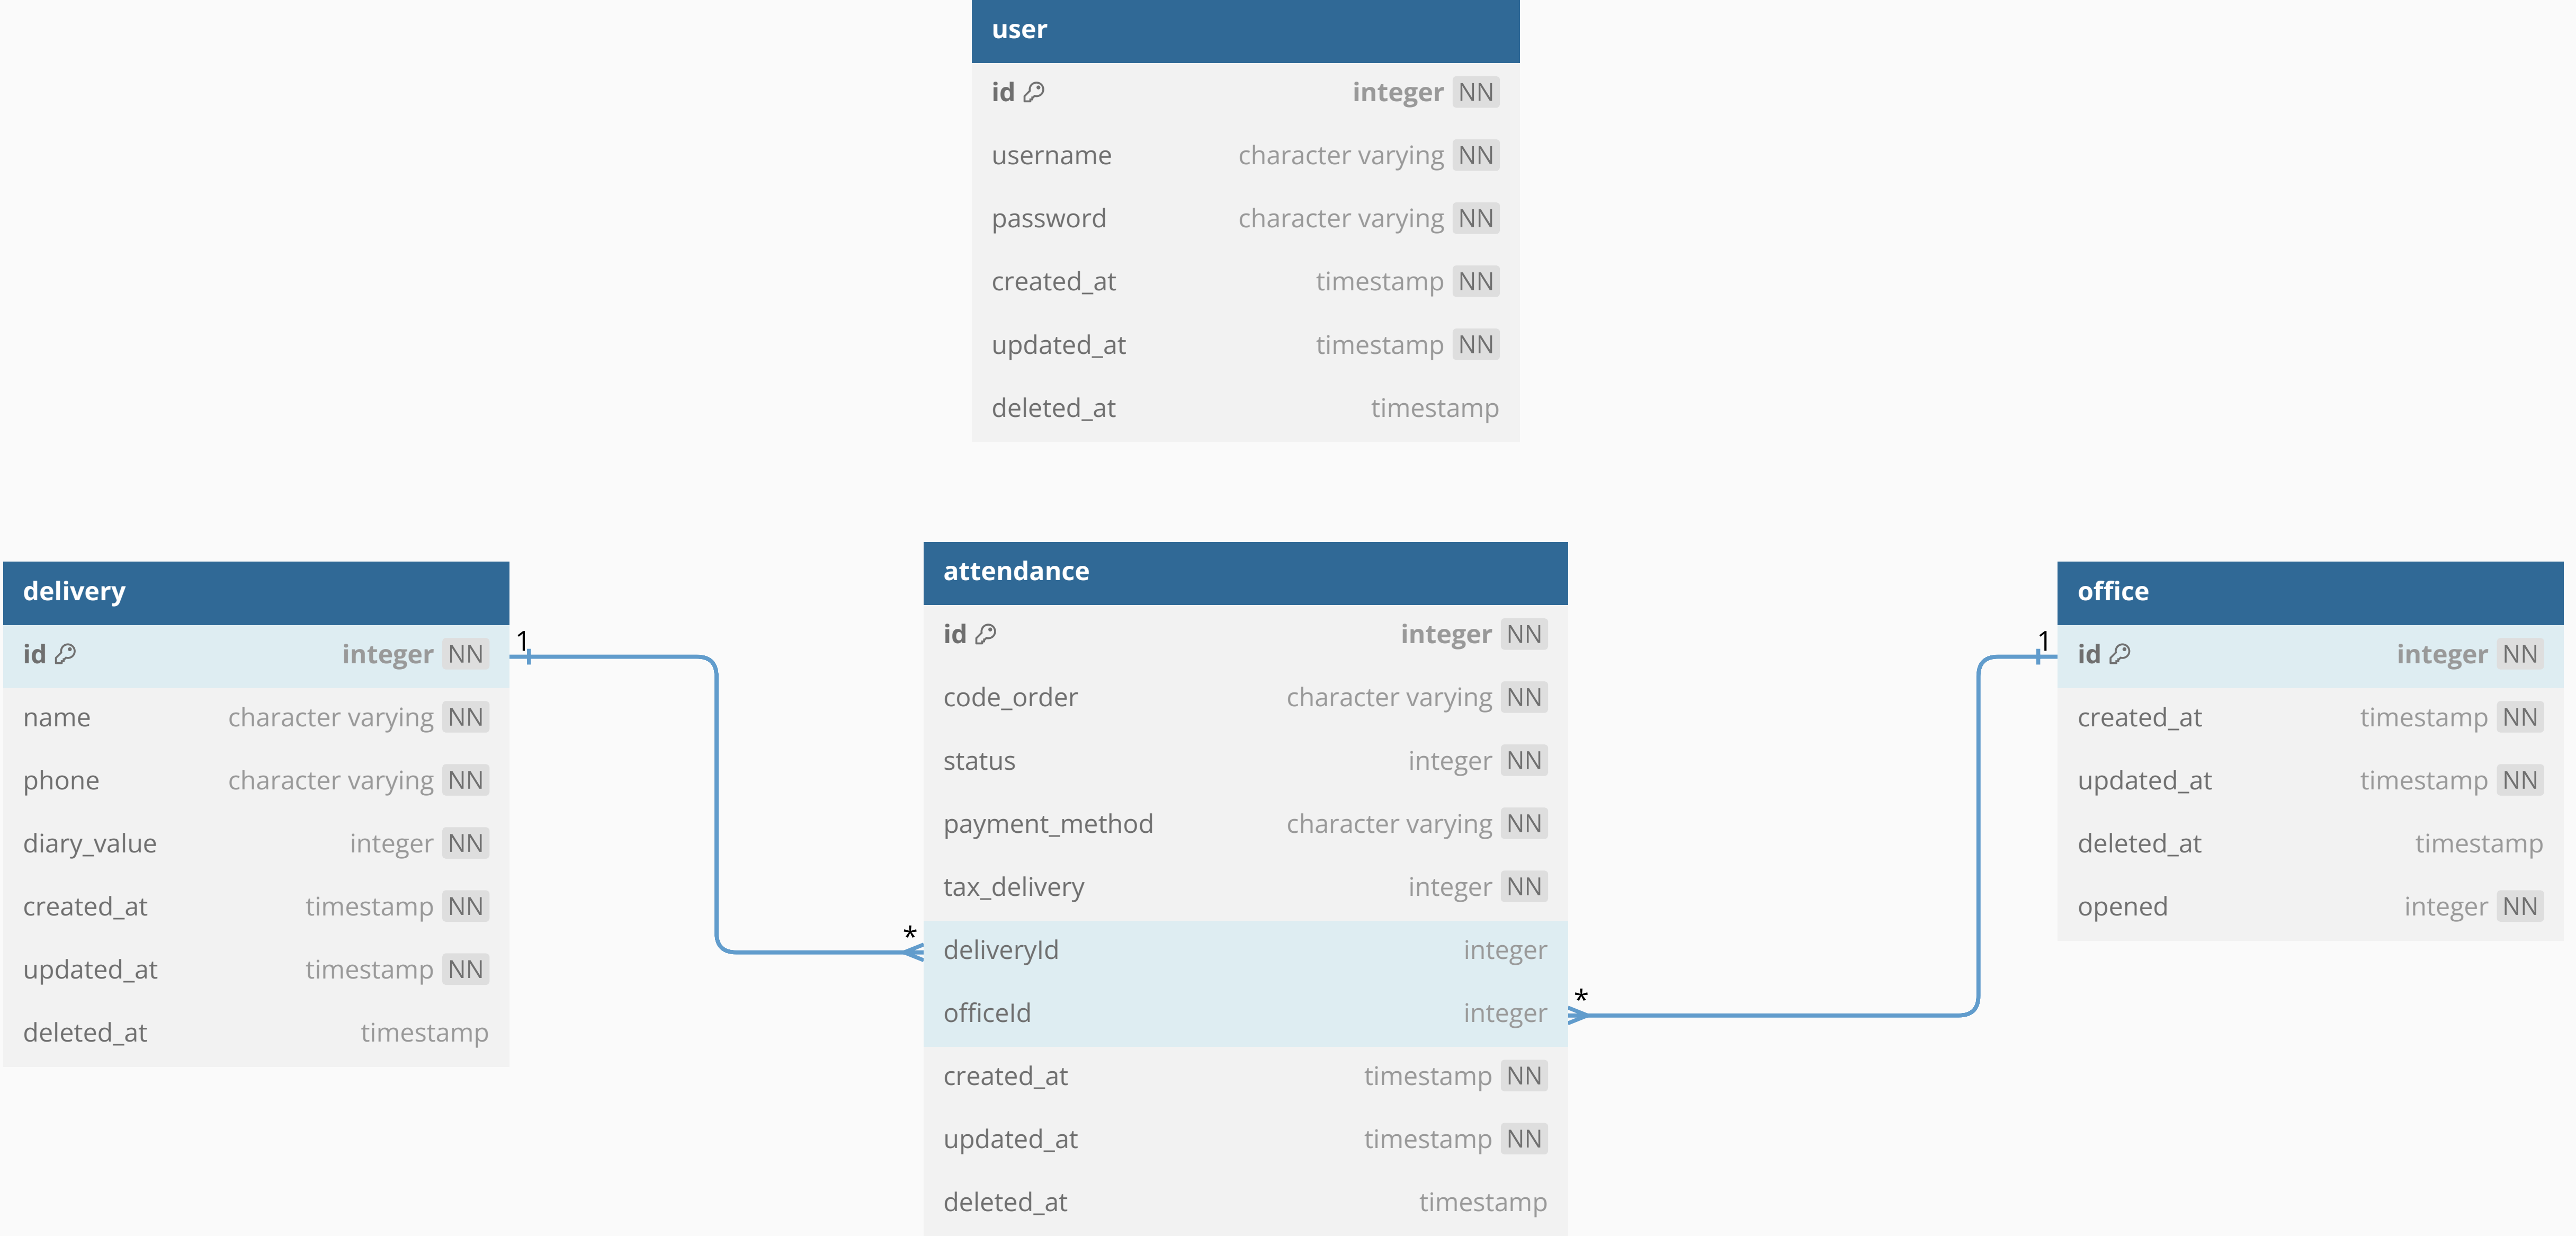 user
id integer NN
username character varying NN
password character varying NN
created_at timestamp NN
updated_at timestamp NN
deleted_at timestamp
delivery
id integer NN
name character varying NN
phone character varying NN
diary_value integer NN
created_at timestamp NN
updated_at timestamp NN
deleted_at timestamp
1
*
attendance
id integer NN
code_order character varying NN
status integer NN
payment_method character varying NN
tax_delivery integer NN
deliveryId integer
officeId integer
created_at timestamp NN
updated_at timestamp NN
deleted_at timestamp
*
1
office
id integer NN
created_at timestamp NN
updated_at timestamp NN
deleted_at timestamp
opened integer NN